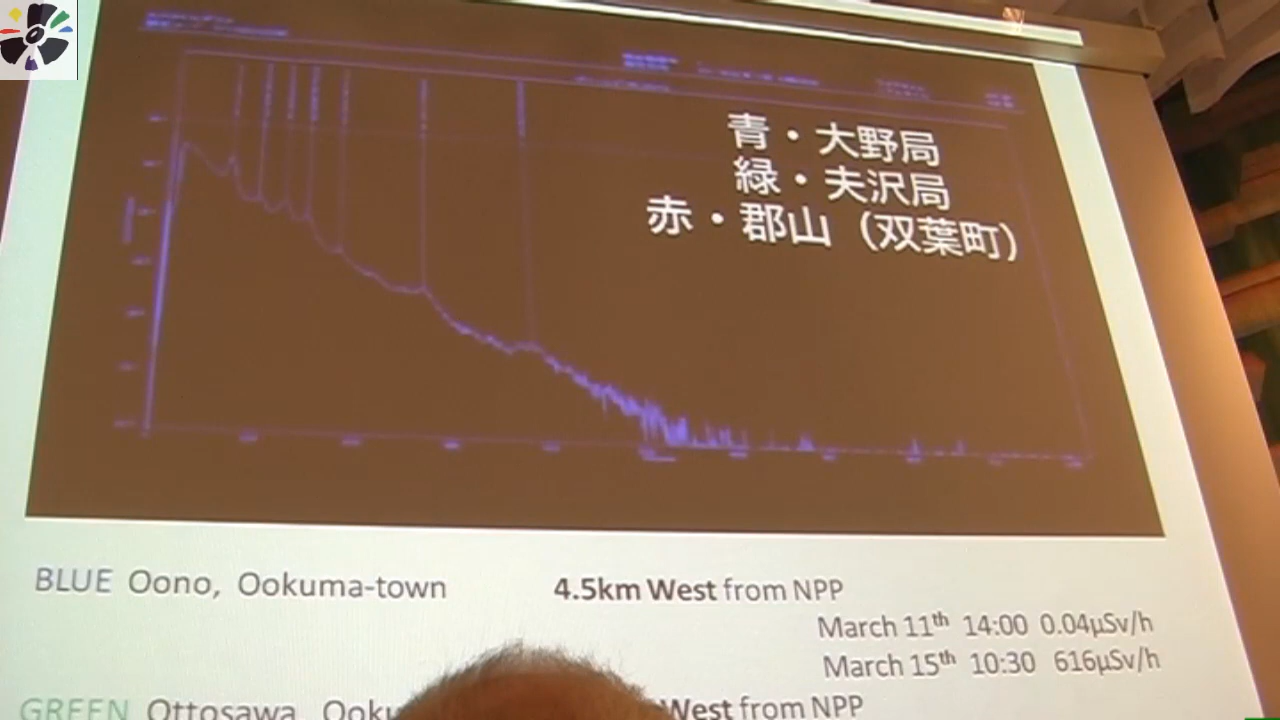 青・大野局
緑・夫沢局
赤・郡山（双葉町）
BLUE Oono, Ookuma-town 4.5km West from NPP
March 11th 14:00 0.04μSv/h
March 15th 10:30 616μSv/h
GREEN Ottosawa, West from NPP